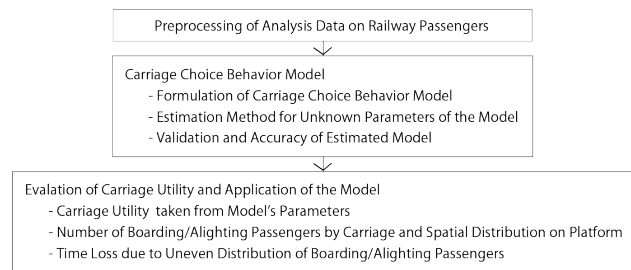 Preprocessing of Analysis Data on Railway Passengers
Carriage Choice Behavior Model
- Formulation of Carriage Choice Behavior Model
- Estimation Method for Unknown Parameters of the Model
- Validation and Accuracy of Estimated Model
Evalation of Carriage Utility and Application of the Model
- Carriage Utility taken from Model's Parameters
- Number of Boarding/Alighting Passengers by Carriage and Spatial Distribution on Platform
- Time Loss due to Uneven Distribution of Boarding/Alighting Passengers